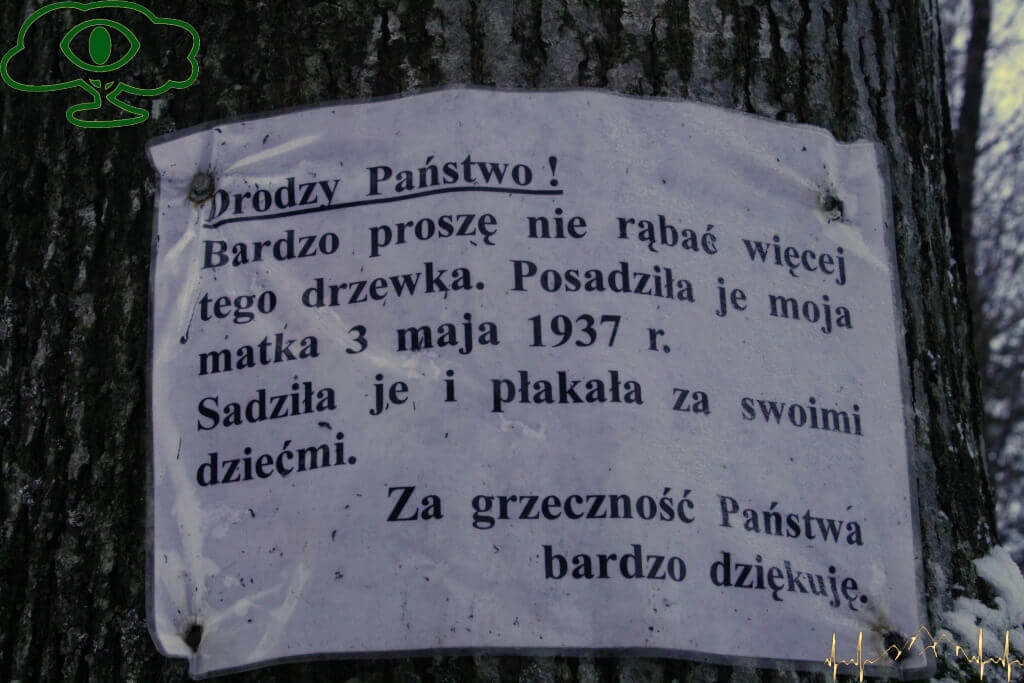 Drodzy Państwo !
Bardzo proszę nie rąbać więcej
tego drzewka. Posadziła je moja
matka 3 maja 1937 r.
Sadziła je i płakała za swoimi
dziećmi.
Za grzeczność Państwa
bardzo dziękuję.